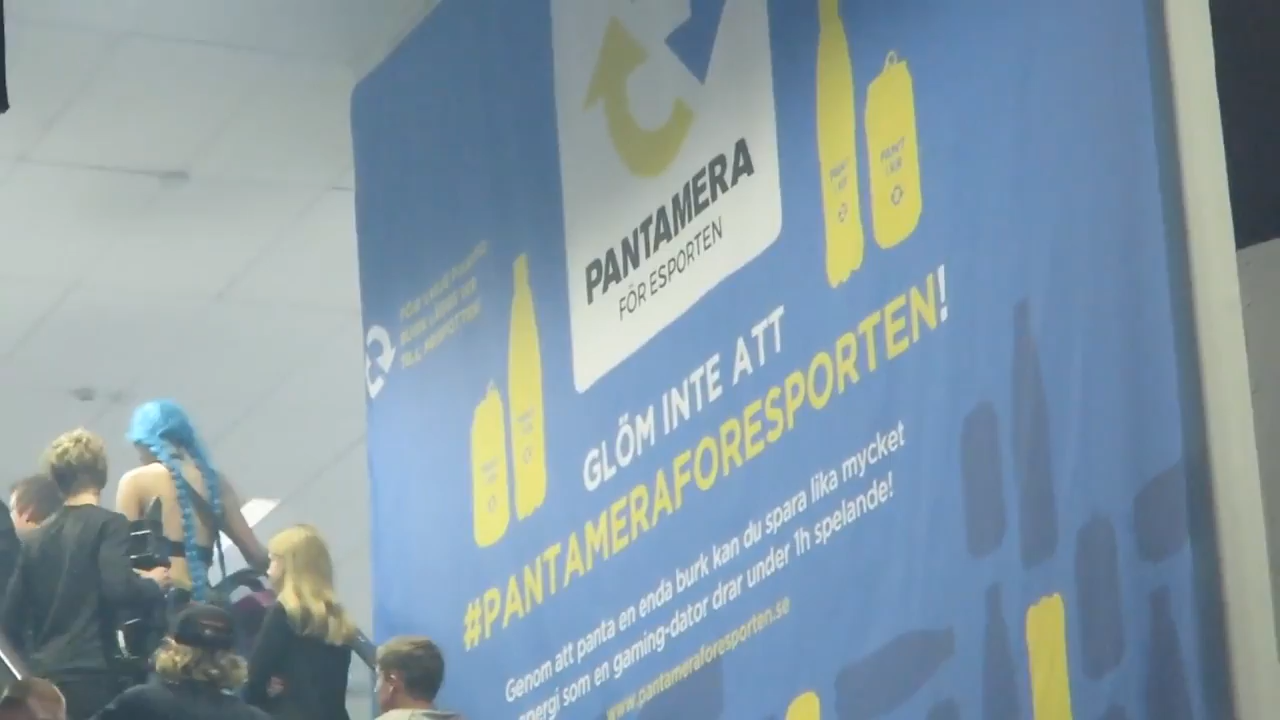 PANTAMERA
FÖR ESPORTEN
PANT
GLÖM INTE ATT
#PANTAMERAFORESPORTEN!
Genom att panta en enda burk kan du spara lika mycket
energi som en gaming-dator drar under 1h spelande!
www.pantameraforesporten.se